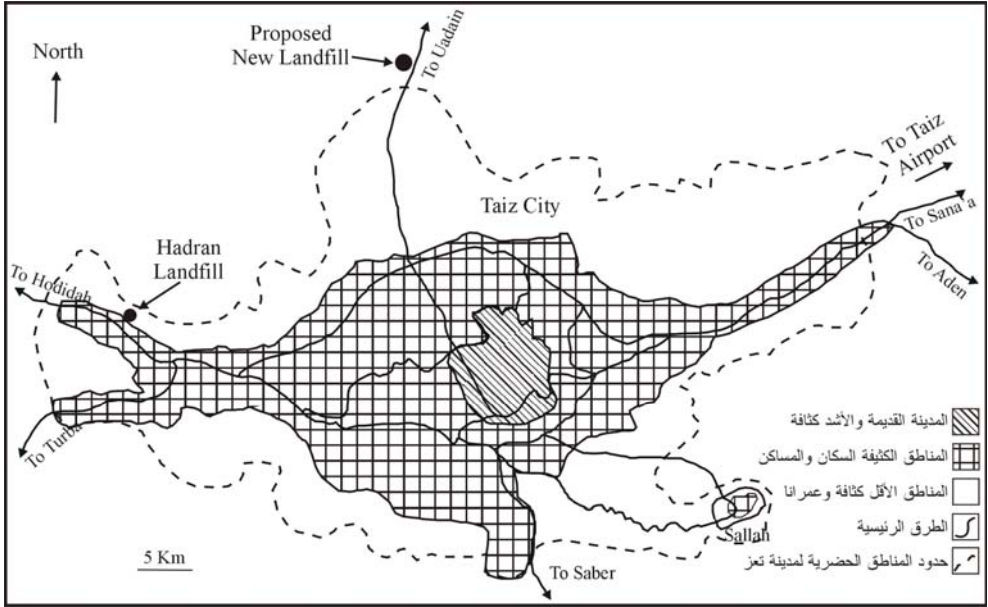 North
Proposed
New Landfill
To Uadain
To Taiz
Airport
Taiz City
To Sana'a
To Aden
Hadran
Landfill
To Hodidah
To Turba
Sallah
To Saber
5 Km
المدينة القديمة والأشد كثافة
المناطق الكثيفة السكان والمساكن
المناطق الأقل كثافة وعمرانا
الطرق الرئيسية
حدود المناطق الحضرية لمدينة تعز